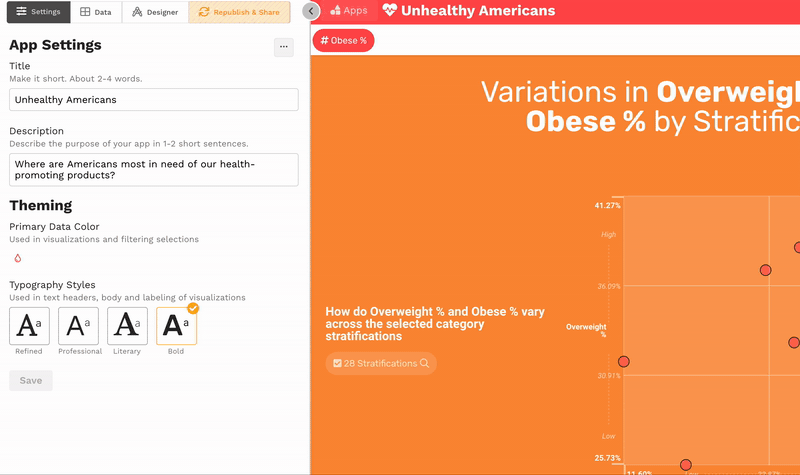 Settings
Data
Designer
Republish & Share
App Settings
Title
Make it short. About 2-4 words.
Unhealthy Americans
Description
Describe the purpose of your app in 1-2 short sentences.
Where are Americans most in need of our health-
promoting products?
Theming
Primary Data Color
Used in visualizations and filtering selections
Typography Styles
Used in text headers, body and labeling of visualizations
Aa
Aa
Aa
Aa
Refined
Professional
Literary
Bold
Save
Apps
Unhealthy Americans
# Obese %
Variations in Overweig
Obese % by Stratific
How do Overweight % and Obese % vary
across the selected category
stratifications
28 Stratifications
41.27%
High
36.09%
Overweight
%
30.91%
Low
25.73%
11.60%
Low